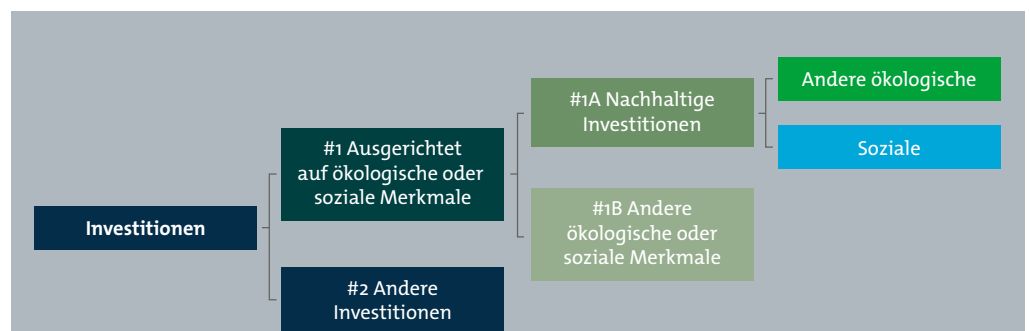 Investitionen
#1 Ausgerichtet
auf ökologische oder
soziale Merkmale
#2 Andere
Investitionen
#1A Nachhaltige
Investitionen
#1B Andere
ökologische oder
soziale Merkmale
Andere ökologische
Soziale